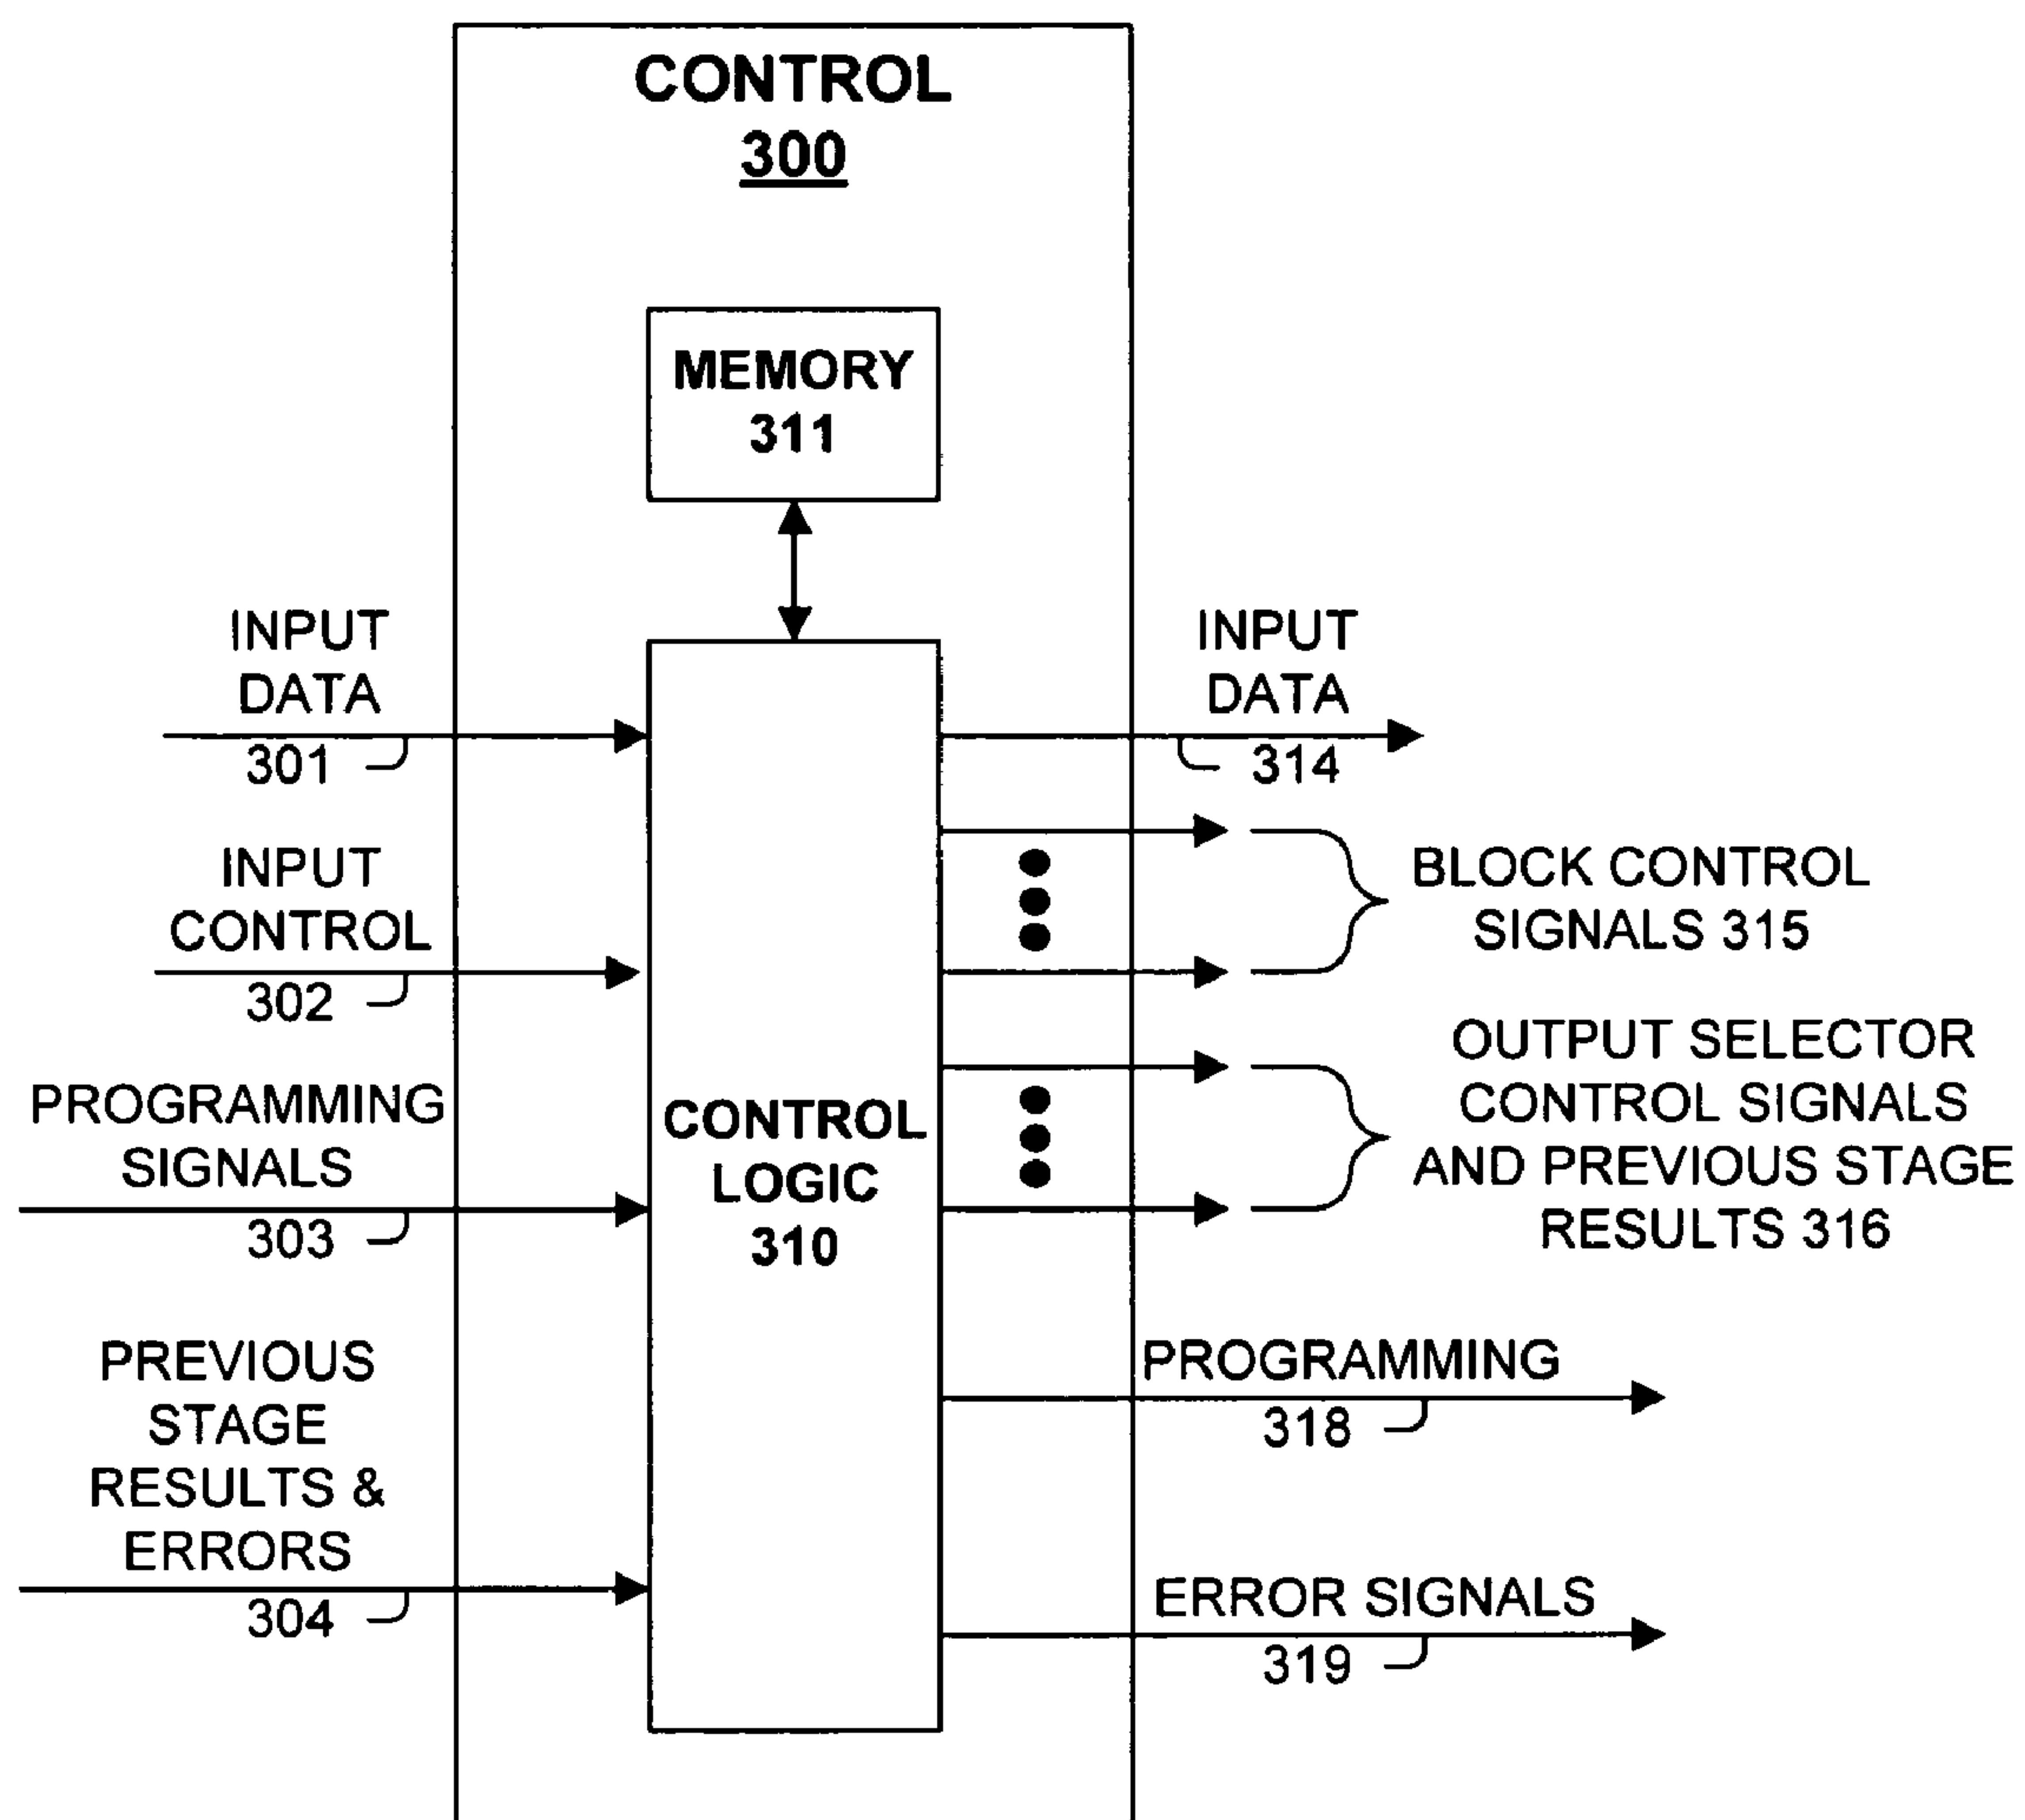 CONTROL
300
MEMORY
311
INPUT
DATA
301
INPUT
CONTROL
302
PROGRAMMING
SIGNALS
303
PREVIOUS
STAGE
RESULTS &
ERRORS
304
CONTROL
LOGIC
310
INPUT
DATA
314
BLOCK CONTROL
SIGNALS 315
OUTPUT SELECTOR
CONTROL SIGNALS
AND PREVIOUS STAGE
RESULTS 316
PROGRAMMING
318
ERROR SIGNALS
319